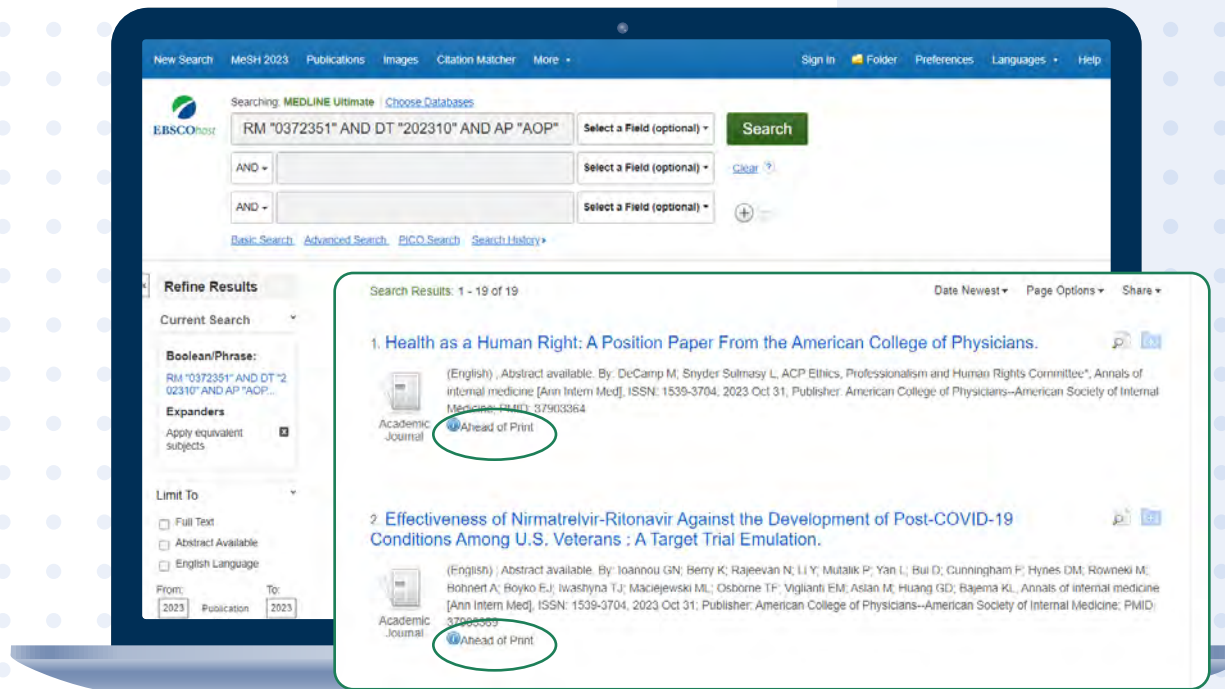 New Search MeSH 2023 Publications Images Citation Matcher More Sign In Folder Preferences Languages Help
Searching: MEDLINE Ultimate | Choose Databases
EBSCOhost
RM "0372351" AND DT "202310" AND AP "AOP" Select a Field (optional) Search
AND Select a Field (optional) Clear ?
AND Select a Field (optional)
Basic Search Advanced Search PICO Search Search History
Refine Results
Current Search
Boolean/Phrase:
RM "0372351" AND DT "2
02310" AND AP "AOP...
Expanders
Apply equivalent
subjects
Limit To
Full Text
Abstract Available
English Language
From: To:
2023 Publication 2023
Search Results: 1 - 19 of 19 Date Newest Page Options Share
1. Health as a Human Right: A Position Paper From the American College of Physicians.
(English) ; Abstract available. By: DeCamp M; Snyder Sulmasy L; ACP Ethics, Professionalism and Human Rights Committee*, Annals of
internal medicine [Ann Intern Med], ISSN: 1539-3704, 2023 Oct 31; Publisher: American College of Physicians--American Society of Internal
Medicine; PMID: 37903364
Academic
Journal
Ahead of Print
2. Effectiveness of Nirmatrelvir-Ritonavir Against the Development of Post-COVID-19
Conditions Among U.S. Veterans : A Target Trial Emulation.
(English) ; Abstract available. By: Ioannou GN; Berry K; Rajeevan N; Li Y; Mutalik P; Yan L; Bui D; Cunningham F; Hynes DM; Rowneki M;
Bohnert A; Boyko EJ; Iwashyna TJ; Maciejewski ML; Osborne TF; Viglianti EM; Aslan M; Huang GD; Bajema KL, Annals of internal medicine
[Ann Intern Med], ISSN: 1539-3704, 2023 Oct 31; Publisher: American College of Physicians--American Society of Internal Medicine; PMID:
Academic
Journal
Ahead of Print